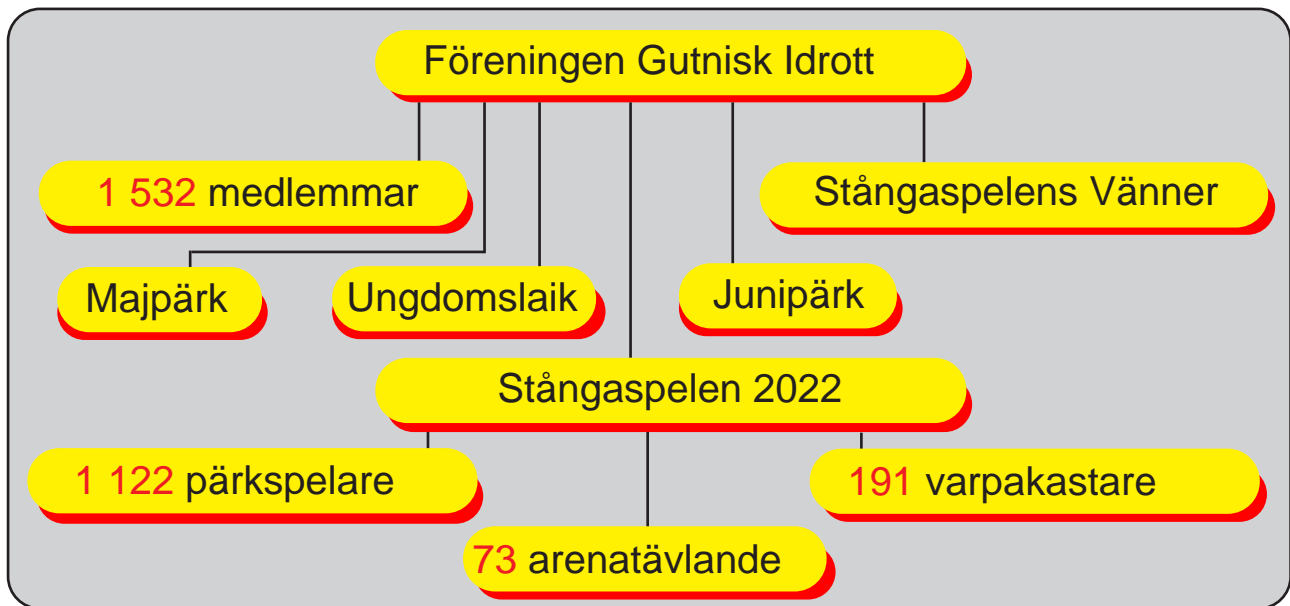 Föreningen Gutnisk Idrott
1 532 medlemmar
Stångaspelens Vänner
Majpärk
Ungdomslaik
Junipärk
Stångaspelen 2022
1 122 pärkspelare
191 varpakastare
73 arenatävlande